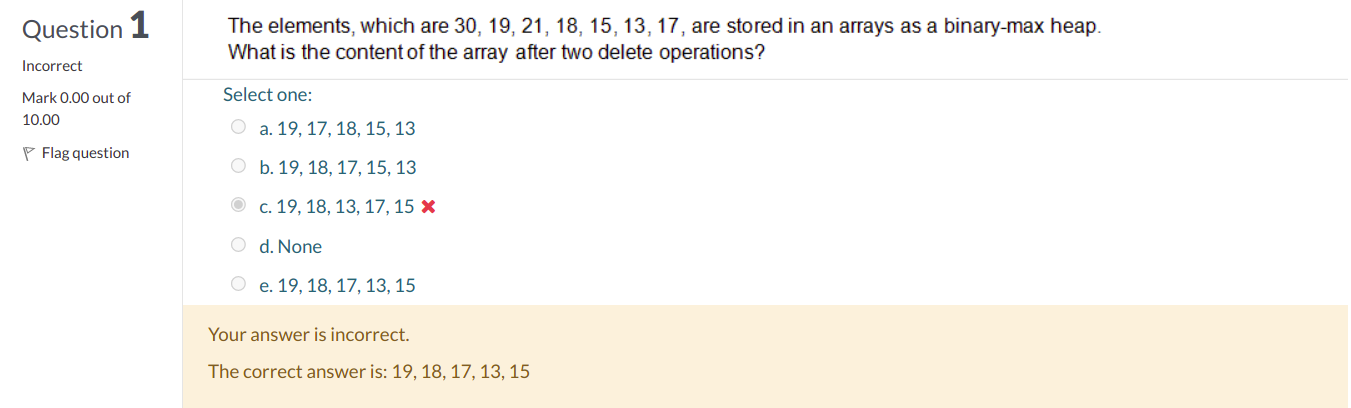 Question 1
Incorrect
Mark 0.00 out of
10.00
Flag question
The elements, which are 30, 19, 21, 18, 15, 13, 17, are stored in an arrays as a binary-max heap.
What is the content of the array after two delete operations?
Select one:
a. 19, 17, 18, 15, 13
b. 19, 18, 17, 15, 13
c. 19, 18, 13, 17, 15
d. None
e. 19, 18, 17, 13, 15
Your answer is incorrect.
The correct answer is: 19, 18, 17, 13, 15